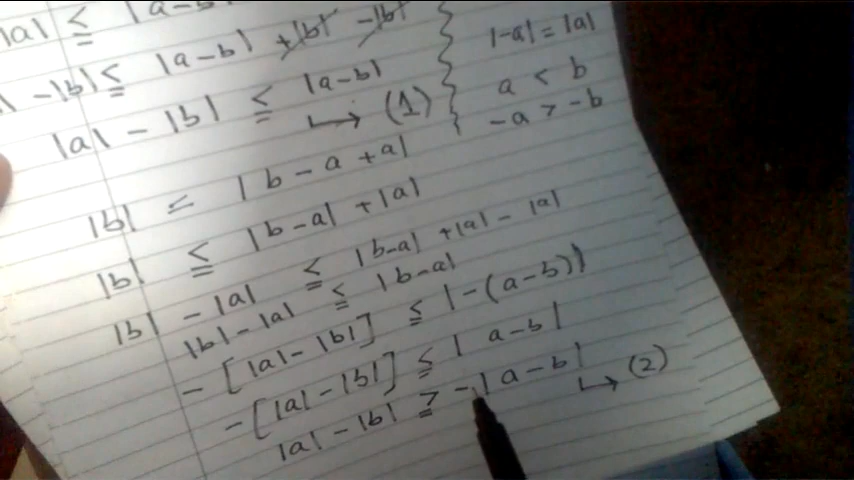 |a| ≤ |a-b|
-|b| ≤ |a-b| +|b| -|b|
|a| - |b| ≤ |a-b|
↳ (1)
|-a| = |a|
a < b
-a > -b
|b| ≤ |b - a + a|
|b| ≤ |b-a| + |a|
|b| - |a| ≤ |b-a| + |a| - |a|
|b| - |a| ≤ |b-a|
- [|a| - |b|] ≤ |-(a-b)|
- [|a| - |b|] ≤ |a-b|
|a| - |b| ≥ -|a-b|
↳ (2)